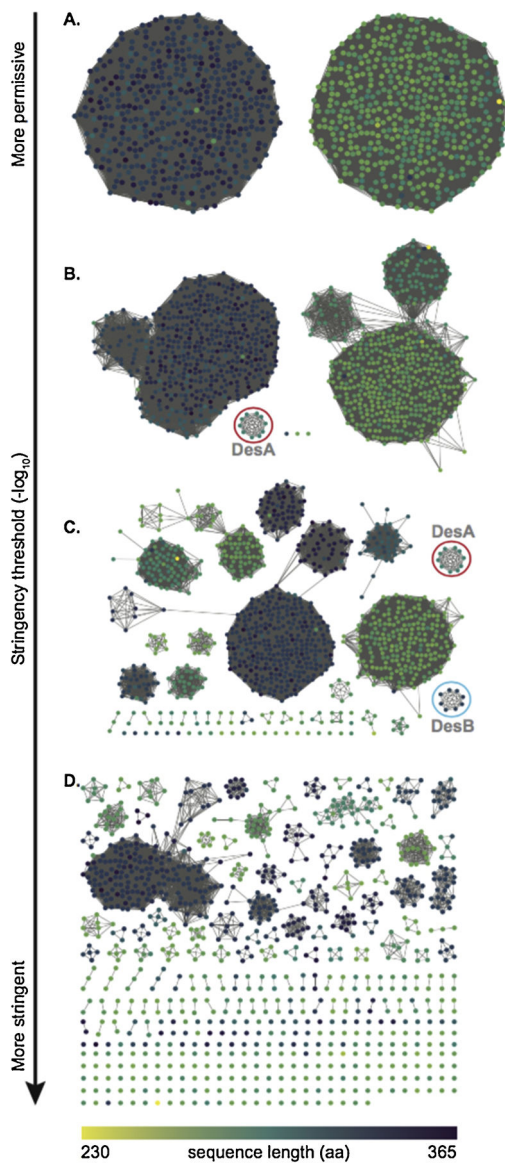 A.
More permissive
B.
DesA
Stringency threshold (-log₁₀)
C.
DesA
DesB
D.
More stringent
230 sequence length (aa) 365